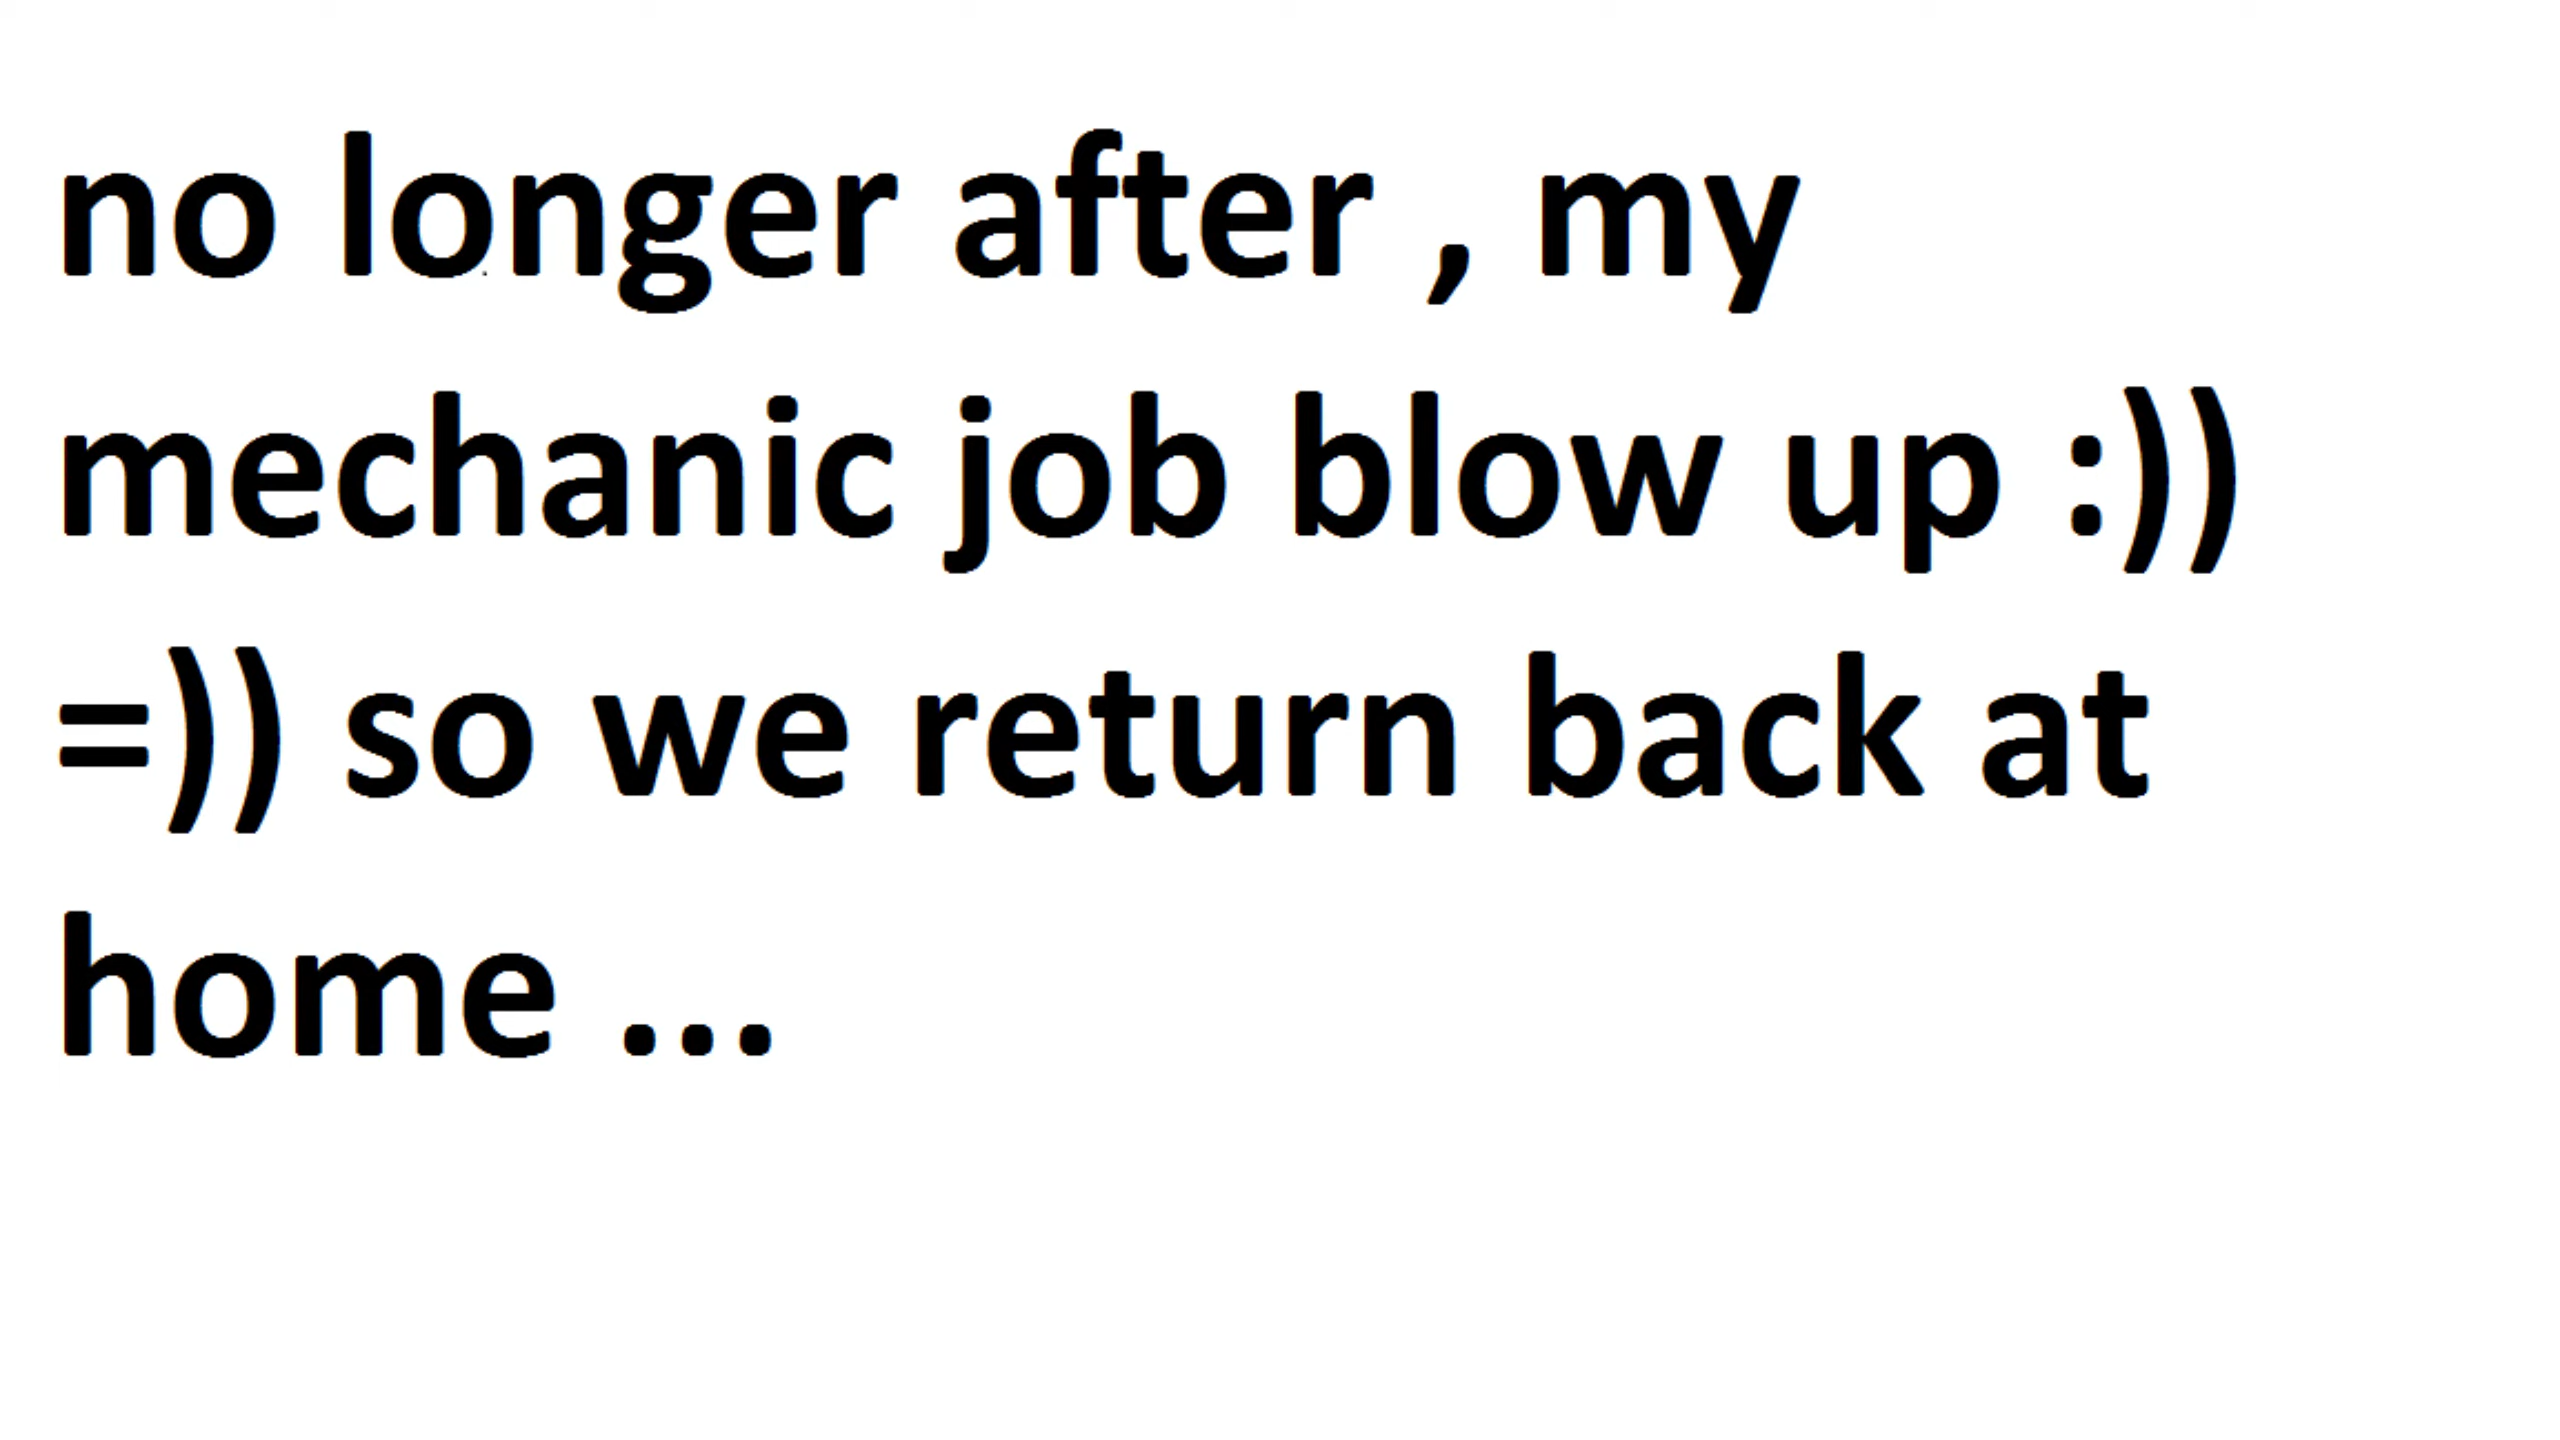 no longer after , my
mechanic job blow up :))
=)) so we return back at
home ...